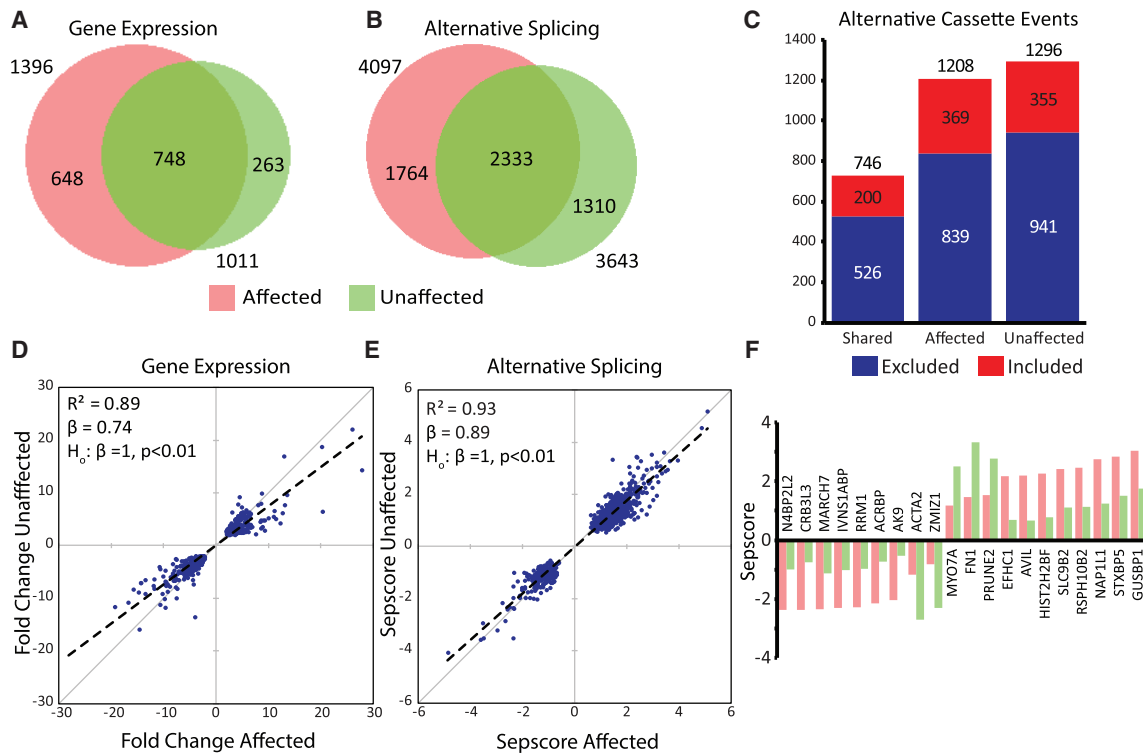 A
Gene Expression
1396
648
748
263
1011
B
Alternative Splicing
4097
1764
2333
1310
3643
Affected
Unaffected
C
Alternative Cassette Events
1400
1200
1000
800
600
400
200
0
746
200
526
1208
369
839
1296
355
941
Shared
Affected
Unaffected
Excluded
Included
D
Gene Expression
R² = 0.89
β = 0.74
Ho: β =1, p<0.01
Fold Change Unafffected
30
20
10
0
-10
-20
-30
-30
-20
-10
0
10
20
30
Fold Change Affected
E
Alternative Splicing
R² = 0.93
β = 0.89
Ho: β =1, p<0.01
Sepscore Unaffected
6
4
2
0
-2
-4
-6
-6
-4
-2
0
2
4
6
Sepscore Affected
F
Sepscore
4
2
0
-2
-4
N4BP2L2
CRB3L3
MARCH7
IVNS1ABP
RRM1
ACRBP
AK9
ACTA2
ZMIZ1
MYO7A
FN1
PRUNE2
EFHC1
AVIL
HIST2H2BF
SLC9B2
RSPH10B2
NAP1L1
STXBP5
GUSBP1